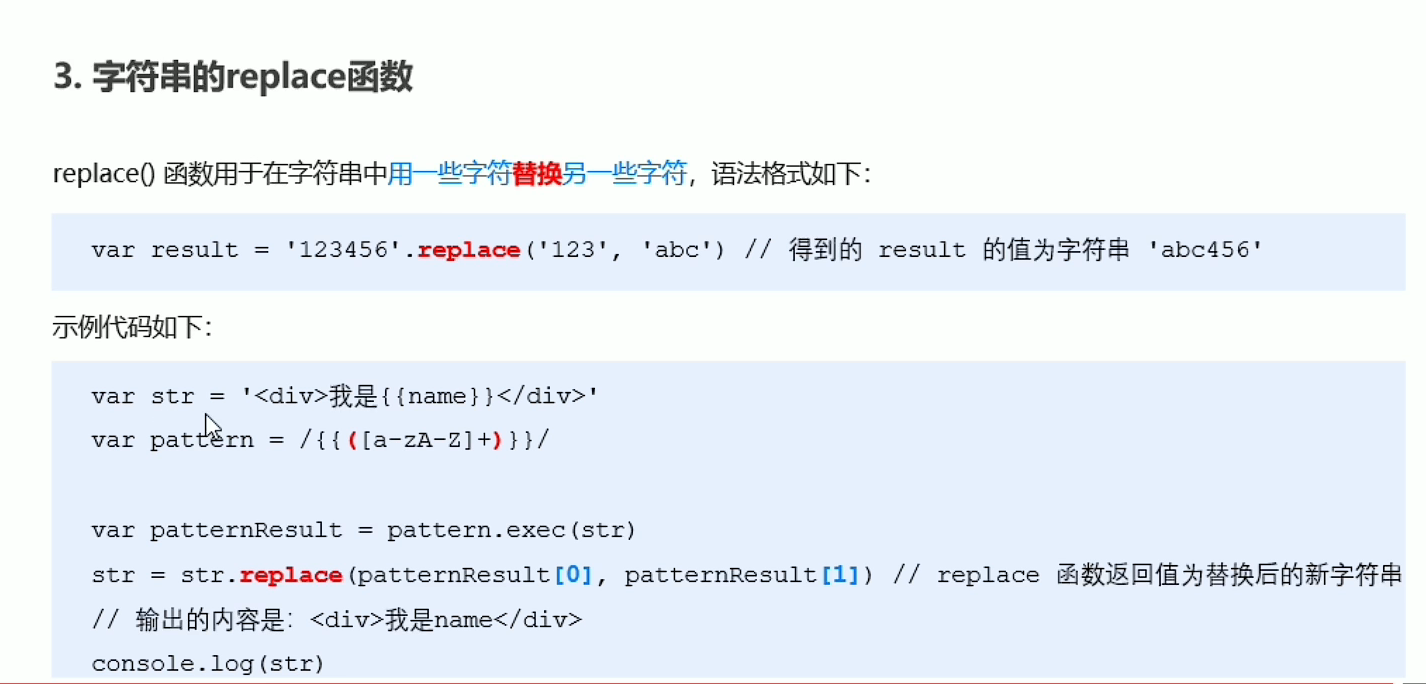 3. 字符串的replace函数
replace() 函数用于在字符串中用一些字符替换另一些字符，语法格式如下：
var result = '123456'.replace('123', 'abc') // 得到的 result 的值为字符串 'abc456'
示例代码如下：
var str = '<div>我是{{name}}</div>'
var pattern = /{{([a-zA-Z]+)}}/
var patternResult = pattern.exec(str)
str = str.replace(patternResult[0], patternResult[1]) // replace 函数返回值为替换后的新字符串
// 输出的内容是：<div>我是name</div>
console.log(str)